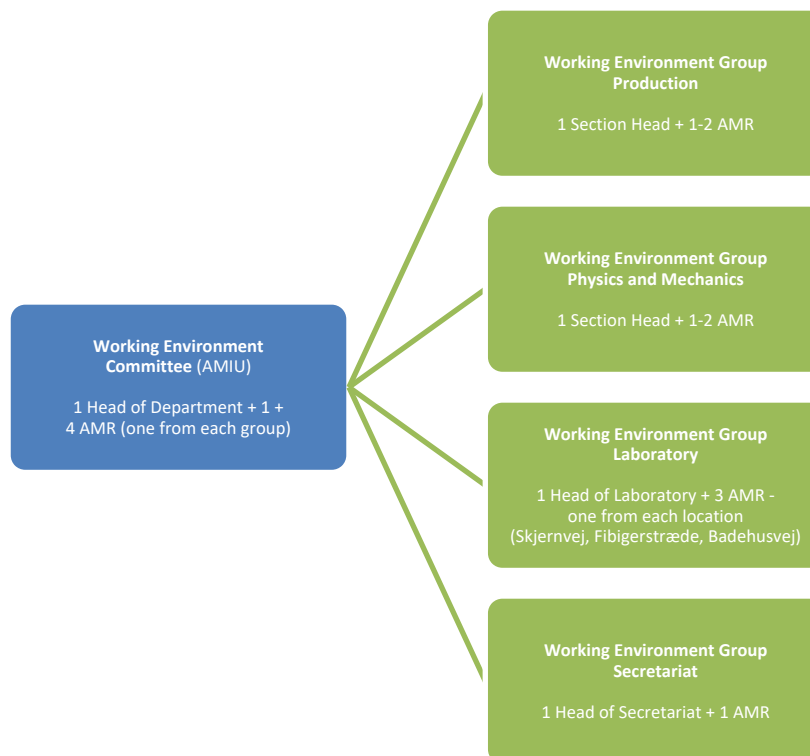 Working Environment Group
Production
1 Section Head + 1-2 AMR
Working Environment Group
Physics and Mechanics
1 Section Head + 1-2 AMR
Working Environment
Committee (AMIU)
1 Head of Department + 1 +
4 AMR (one from each group)
Working Environment Group
Laboratory
1 Head of Laboratory + 3 AMR -
one from each location
(Skjernvej, Fibigerstræde, Badehusvej)
Working Environment Group
Secretariat
1 Head of Secretariat + 1 AMR